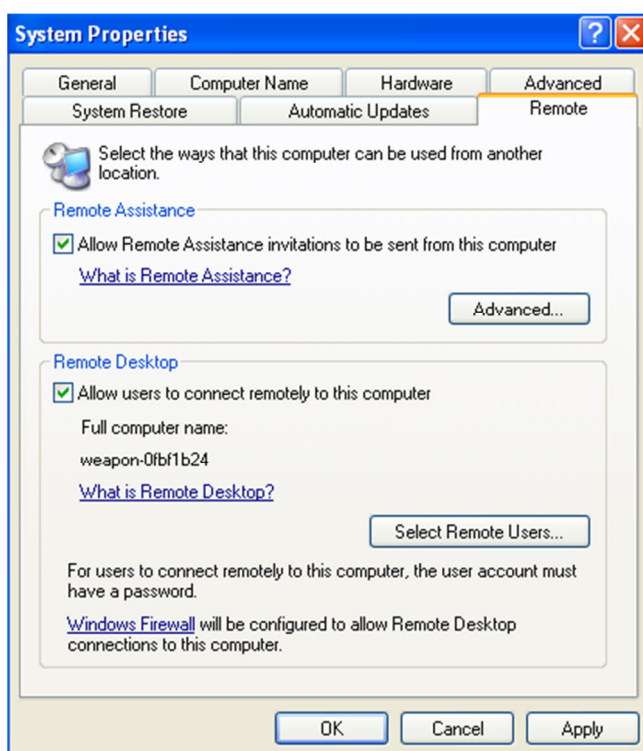 System Properties
General Computer Name Hardware Advanced
System Restore Automatic Updates Remote
Select the ways that this computer can be used from another
location.
Remote Assistance
Allow Remote Assistance invitations to be sent from this computer
What is Remote Assistance?
Advanced...
Remote Desktop
Allow users to connect remotely to this computer
Full computer name:
weapon-0fbf1b24
What is Remote Desktop?
Select Remote Users...
For users to connect remotely to this computer, the user account must
have a password.
Windows Firewall will be configured to allow Remote Desktop
connections to this computer.
OK Cancel Apply